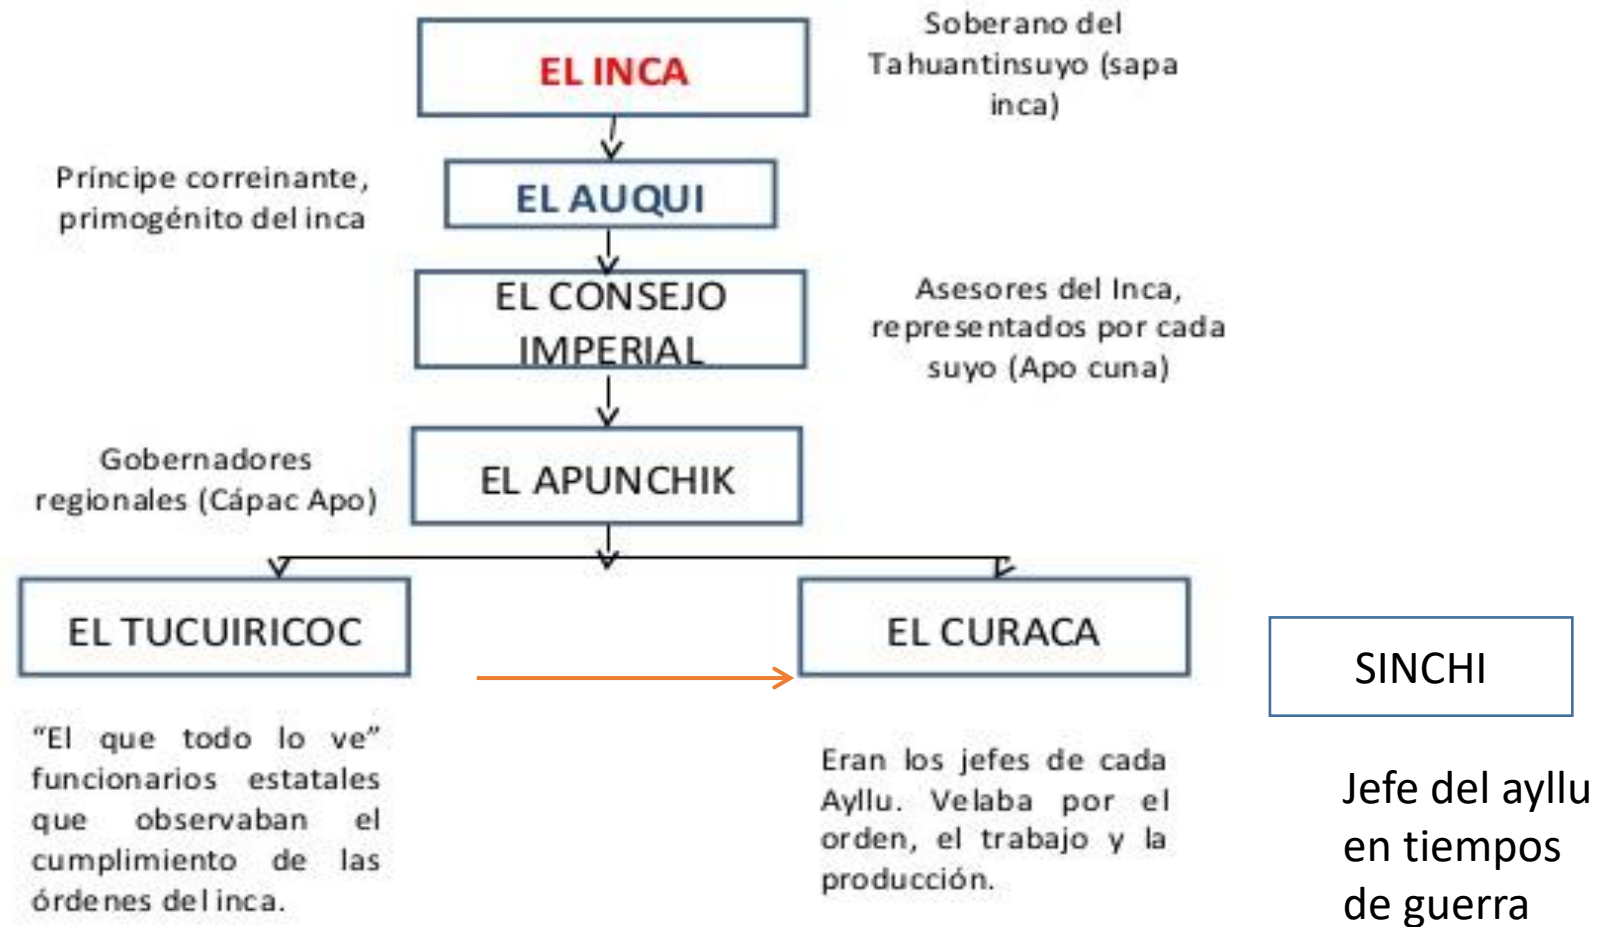 EL INCA
Soberano del
Tahuantinsuyo (sapa
inca)
Príncipe correinante,
primogénito del inca
EL AUQUI
EL CONSEJO
IMPERIAL
Asesores del Inca,
representados por cada
suyo (Apo cuna)
Gobernadores
regionales (Cápac Apo)
EL APUNCHIK
EL TUCUIRICOC
EL CURACA
SINCHI
“El que todo lo ve”
funcionarios estatales
que observaban el
cumplimiento de las
órdenes del inca.
Eran los jefes de cada
Ayllu. Velaba por el
orden, el trabajo y la
producción.
Jefe del ayllu
en tiempos
de guerra